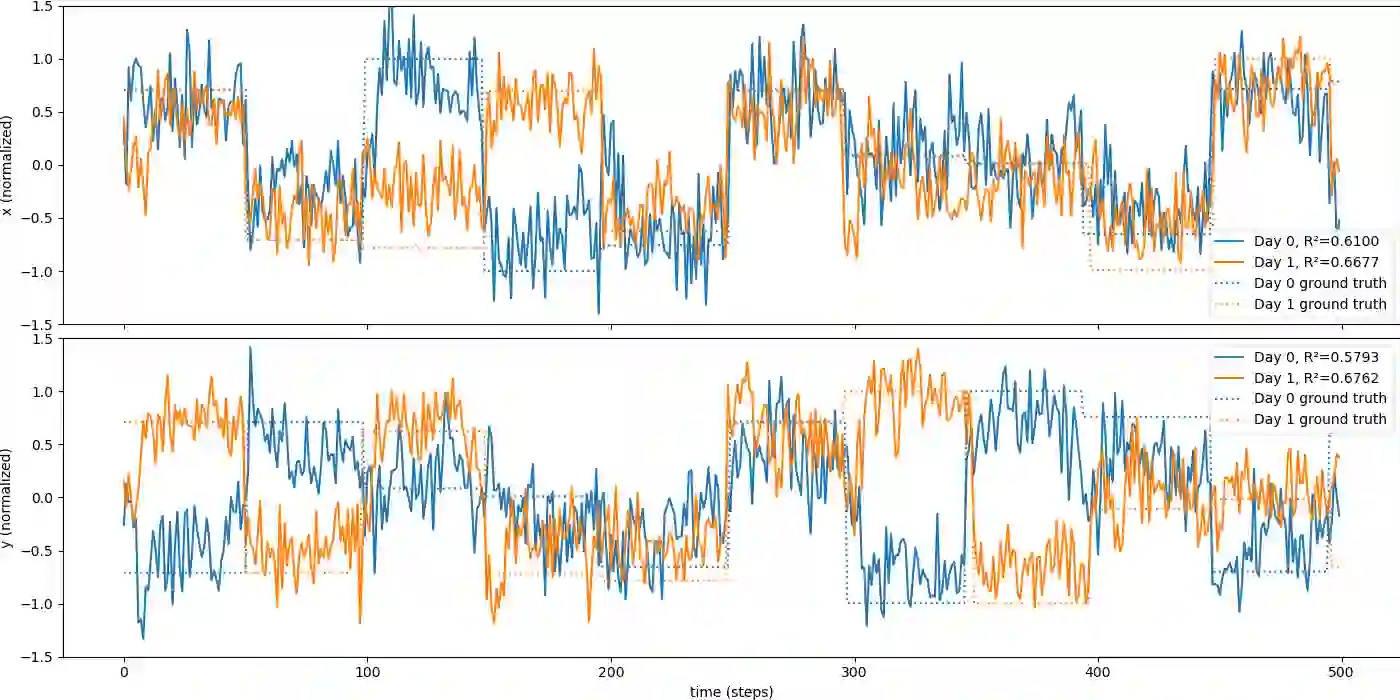 1.5
1.0
0.5
0.0
−0.5
−1.0
−1.5
x (normalized)
Day 0, R²=0.6100
Day 1, R²=0.6677
Day 0 ground truth
Day 1 ground truth
1.5
1.0
0.5
0.0
−0.5
−1.0
−1.5
y (normalized)
Day 0, R²=0.5793
Day 1, R²=0.6762
Day 0 ground truth
Day 1 ground truth
0 100 200 300 400 500
time (steps)